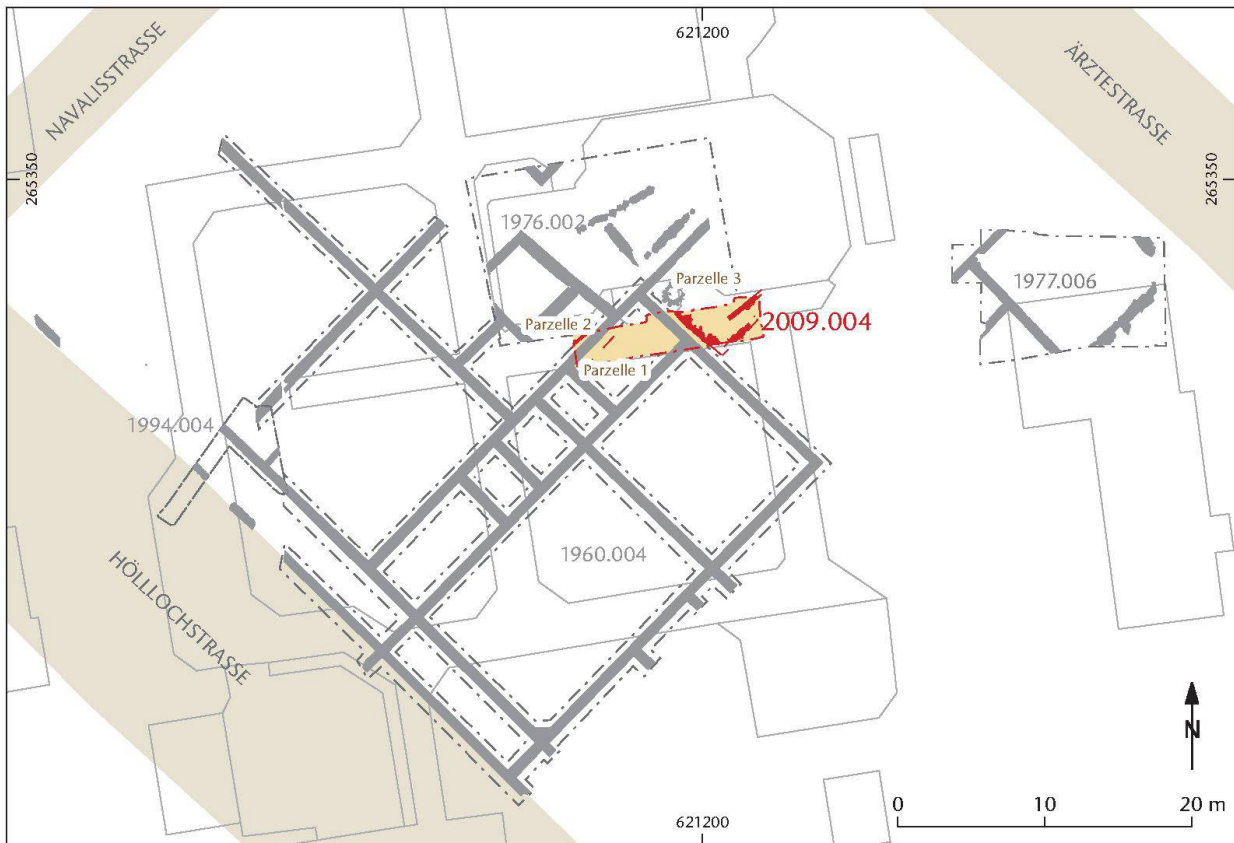 621200
NAVALISSTRASSE
ÄRZTESTRASSE
265350
265350
1976.002
Parzelle 3
1977.006
Parzelle 2
2009.004
Parzelle 1
1994.004
1960.004
HÖLLLOCHSTRASSE
N
0 10 20 m
621200